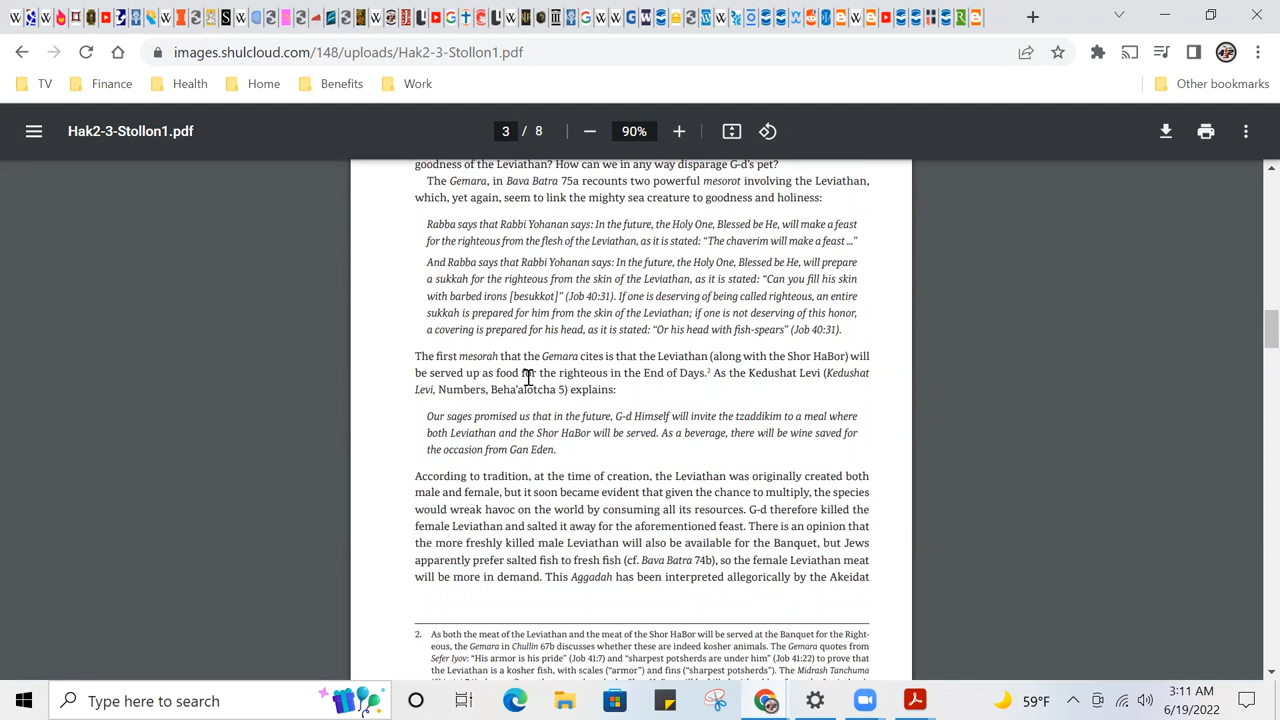 images.shulcloud.com/148/uploads/Hak2-3-Stollon1.pdf
TV Finance Health Home Benefits Work Other bookmarks
Hak2-3-Stollon1.pdf 3 / 8 90%
goodness of the Leviathan? How can we in any way disparage G-d's pet?
The Gemara, in Bava Batra 75a recounts two powerful mesorot involving the Leviathan,
which, yet again, seem to link the mighty sea creature to goodness and holiness:
Rabba says that Rabbi Yohanan says: In the future, the Holy One, Blessed be He, will make a feast
for the righteous from the flesh of the Leviathan, as it is stated: “The chaverim will make a feast ...”
And Rabba says that Rabbi Yohanan says: In the future, the Holy One, Blessed be He, will prepare
a sukkah for the righteous from the skin of the Leviathan, as it is stated: “Can you fill his skin
with barbed irons [besukkot]” (Job 40:31). If one is deserving of being called righteous, an entire
sukkah is prepared for him from the skin of the Leviathan; if one is not deserving of this honor,
a covering is prepared for his head, as it is stated: “Or his head with fish-spears” (Job 40:31).
The first mesorah that the Gemara cites is that the Leviathan (along with the Shor HaBor) will
be served up as food for the righteous in the End of Days.2 As the Kedushat Levi (Kedushat
Levi, Numbers, Beha'alotcha 5) explains:
Our sages promised us that in the future, G-d Himself will invite the tzaddikim to a meal where
both Leviathan and the Shor HaBor will be served. As a beverage, there will be wine saved for
the occasion from Gan Eden.
According to tradition, at the time of creation, the Leviathan was originally created both
male and female, but it soon became evident that given the chance to multiply, the species
would wreak havoc on the world by consuming all its resources. G-d therefore killed the
female Leviathan and salted it away for the aforementioned feast. There is an opinion that
the more freshly killed male Leviathan will also be available for the Banquet, but Jews
apparently prefer salted fish to fresh fish (cf. Bava Batra 74b), so the female Leviathan meat
will be more in demand. This Aggadah has been interpreted allegorically by the Akeidat
2. As both the meat of the Leviathan and the meat of the Shor HaBor will be served at the Banquet for the Right-
eous, the Gemara in Chullin 67b discusses whether these are indeed kosher animals. The Gemara quotes from
Sefer Iyov: “His armor is his pride” (Job 41:7) and “sharpest potsherds are under him” (Job 41:22) to prove that
the Leviathan is a kosher fish, with scales (“armor”) and fins (“sharpest potsherds”). The Midrash Tanchuma
Type here to search
59°F
3:11 AM
6/19/2022